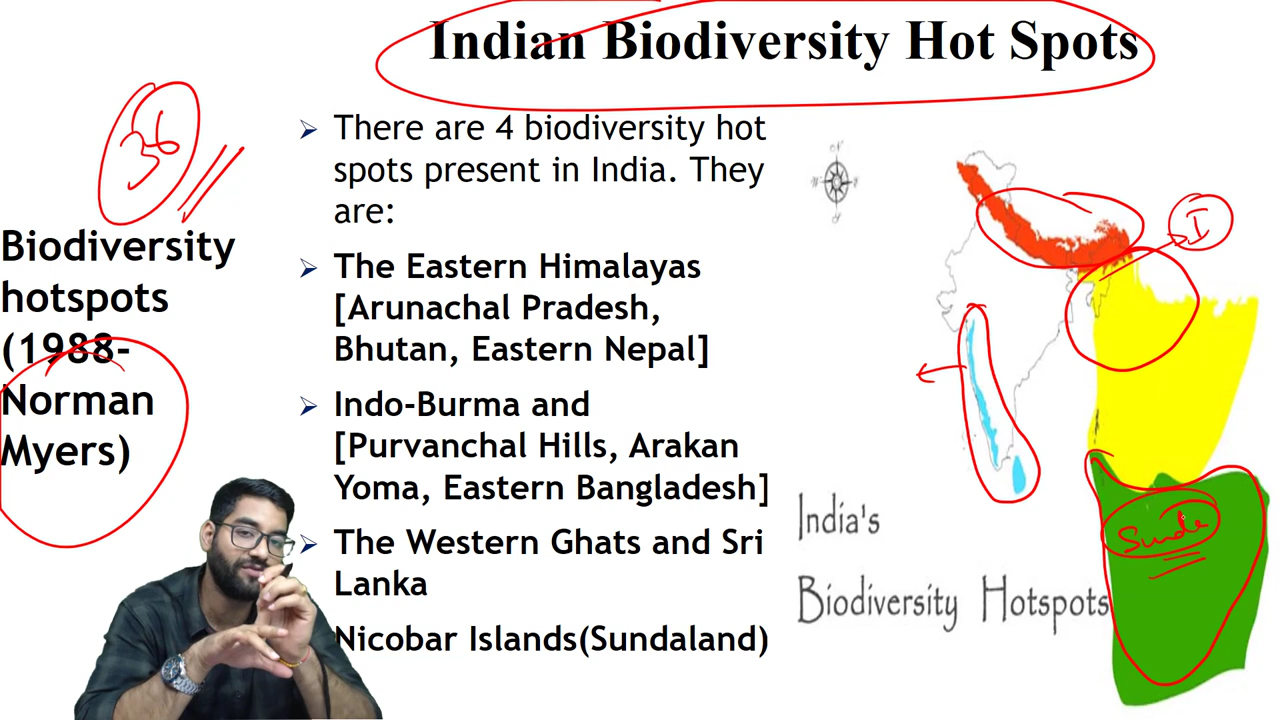 Indian Biodiversity Hot Spots
36
Biodiversity
hotspots
(1988-
Norman
Myers)
➢ There are 4 biodiversity hot
spots present in India. They
are:
➢ The Eastern Himalayas
[Arunachal Pradesh,
Bhutan, Eastern Nepal]
➢ Indo-Burma and
[Purvanchal Hills, Arakan
Yoma, Eastern Bangladesh]
➢ The Western Ghats and Sri
Lanka
Nicobar Islands(Sundaland)
I
Sunda
India's
Biodiversity Hotspots